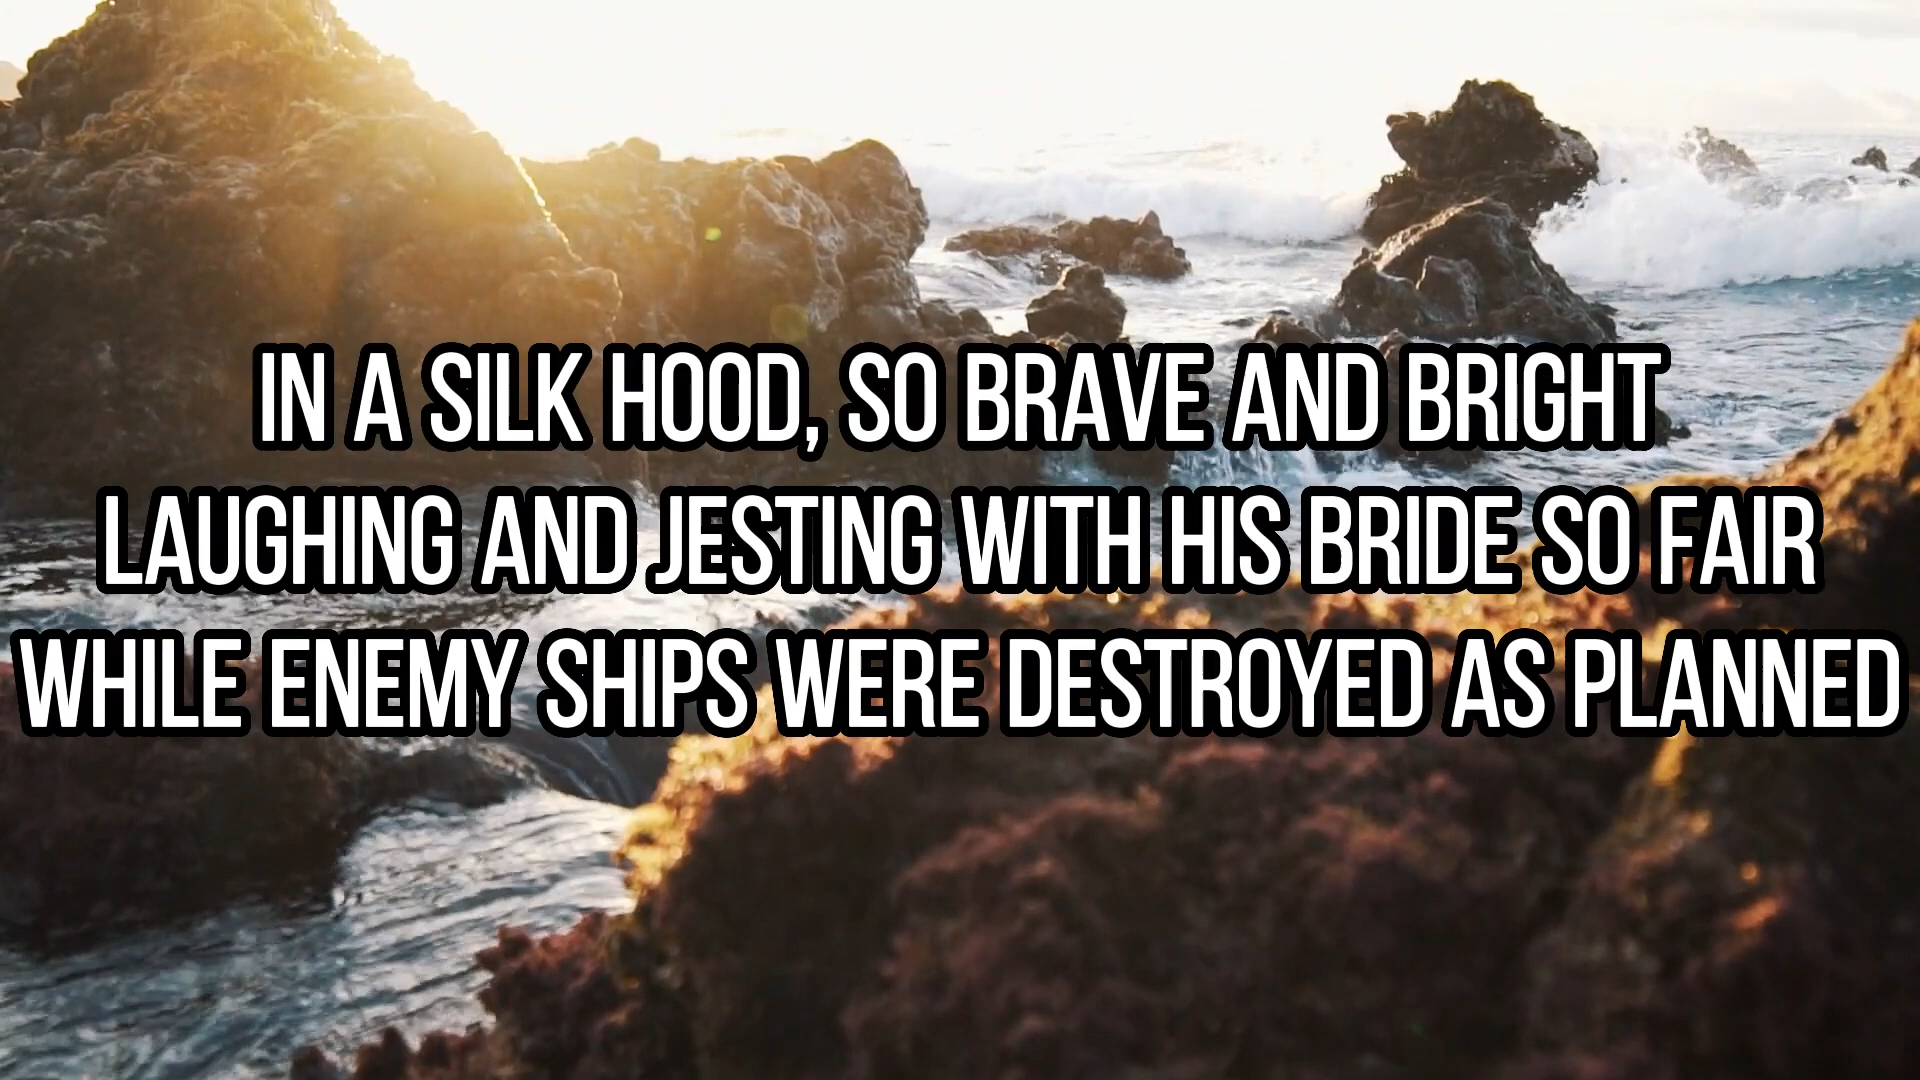 IN A SILK HOOD, SO BRAVE AND BRIGHT
LAUGHING AND JESTING WITH HIS BRIDE SO FAIR
WHILE ENEMY SHIPS WERE DESTROYED AS PLANNED